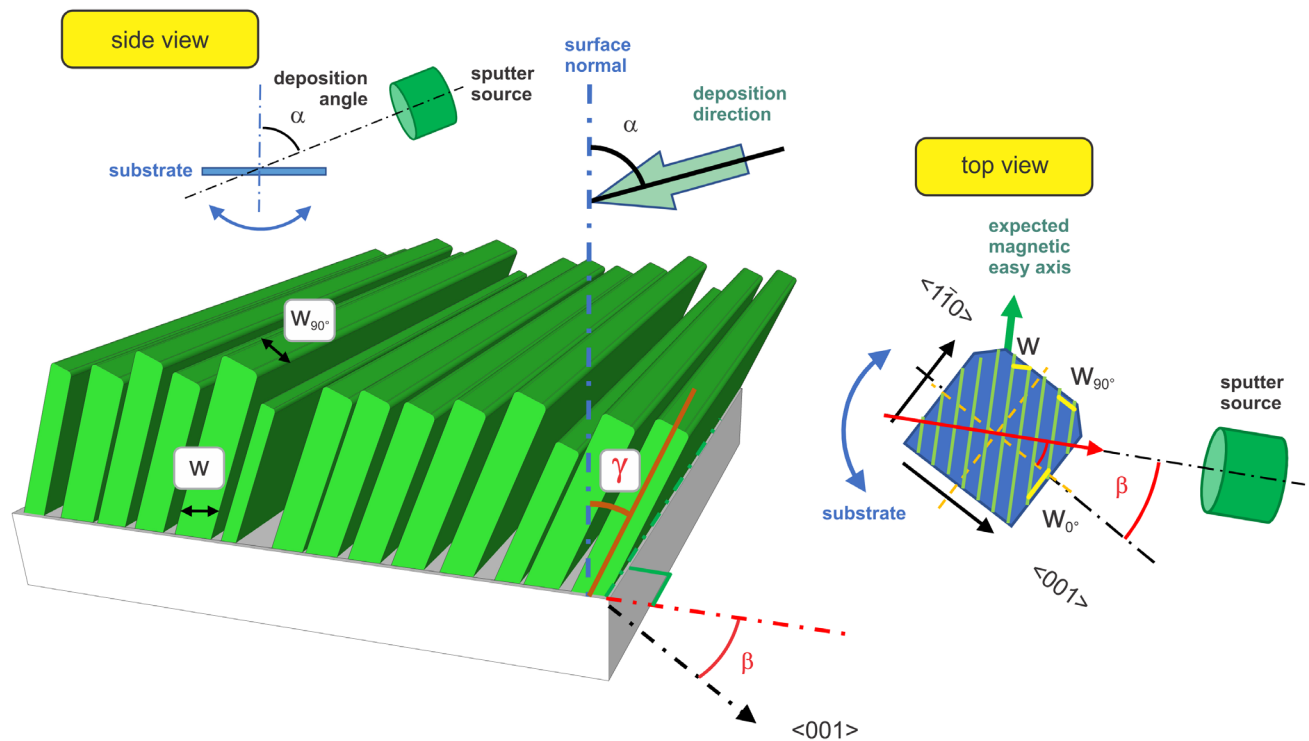 side view
deposition
angle
α
sputter
source
substrate
surface
normal
α
deposition
direction
W90°
W
γ
β
<001>
top view
expected
magnetic
easy axis
<11̄0>
W
W90°
sputter
source
β
substrate
W0°
<001>